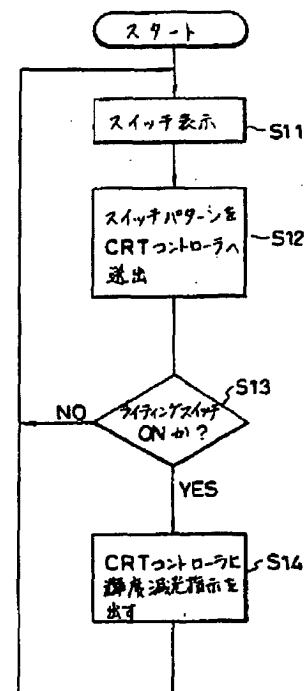 スタート
スイッチ表示
S11
スイッチパターンを
CRTコントローラへ
送出
S12
ライティングスイッチ
ONか?
S13
NO
YES
CRTコントローラに
輝度減光指示を
出す
S14